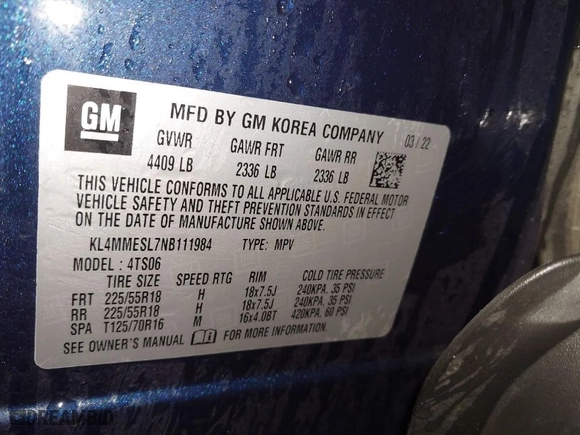 GM
MFD BY GM KOREA COMPANY 03/22
GVWR GAWR FRT GAWR RR
4409 LB 2336 LB 2336 LB
THIS VEHICLE CONFORMS TO ALL APPLICABLE U.S. FEDERAL MOTOR
VEHICLE SAFETY AND THEFT PREVENTION STANDARDS IN EFFECT
ON THE DATE OF MANUFACTURE SHOWN ABOVE.
KL4MMESL7NB111984 TYPE: MPV
MODEL: 4TS06
TIRE SIZE SPEED RTG RIM COLD TIRE PRESSURE
FRT 225/55R18 H 18x7.5J 240KPA, 35 PSI
RR 225/55R18 H 18x7.5J 240KPA, 35 PSI
SPA T125/70R16 M 16x4.0BT 420KPA, 60 PSI
SEE OWNER'S MANUAL FOR MORE INFORMATION.
DREAMBID